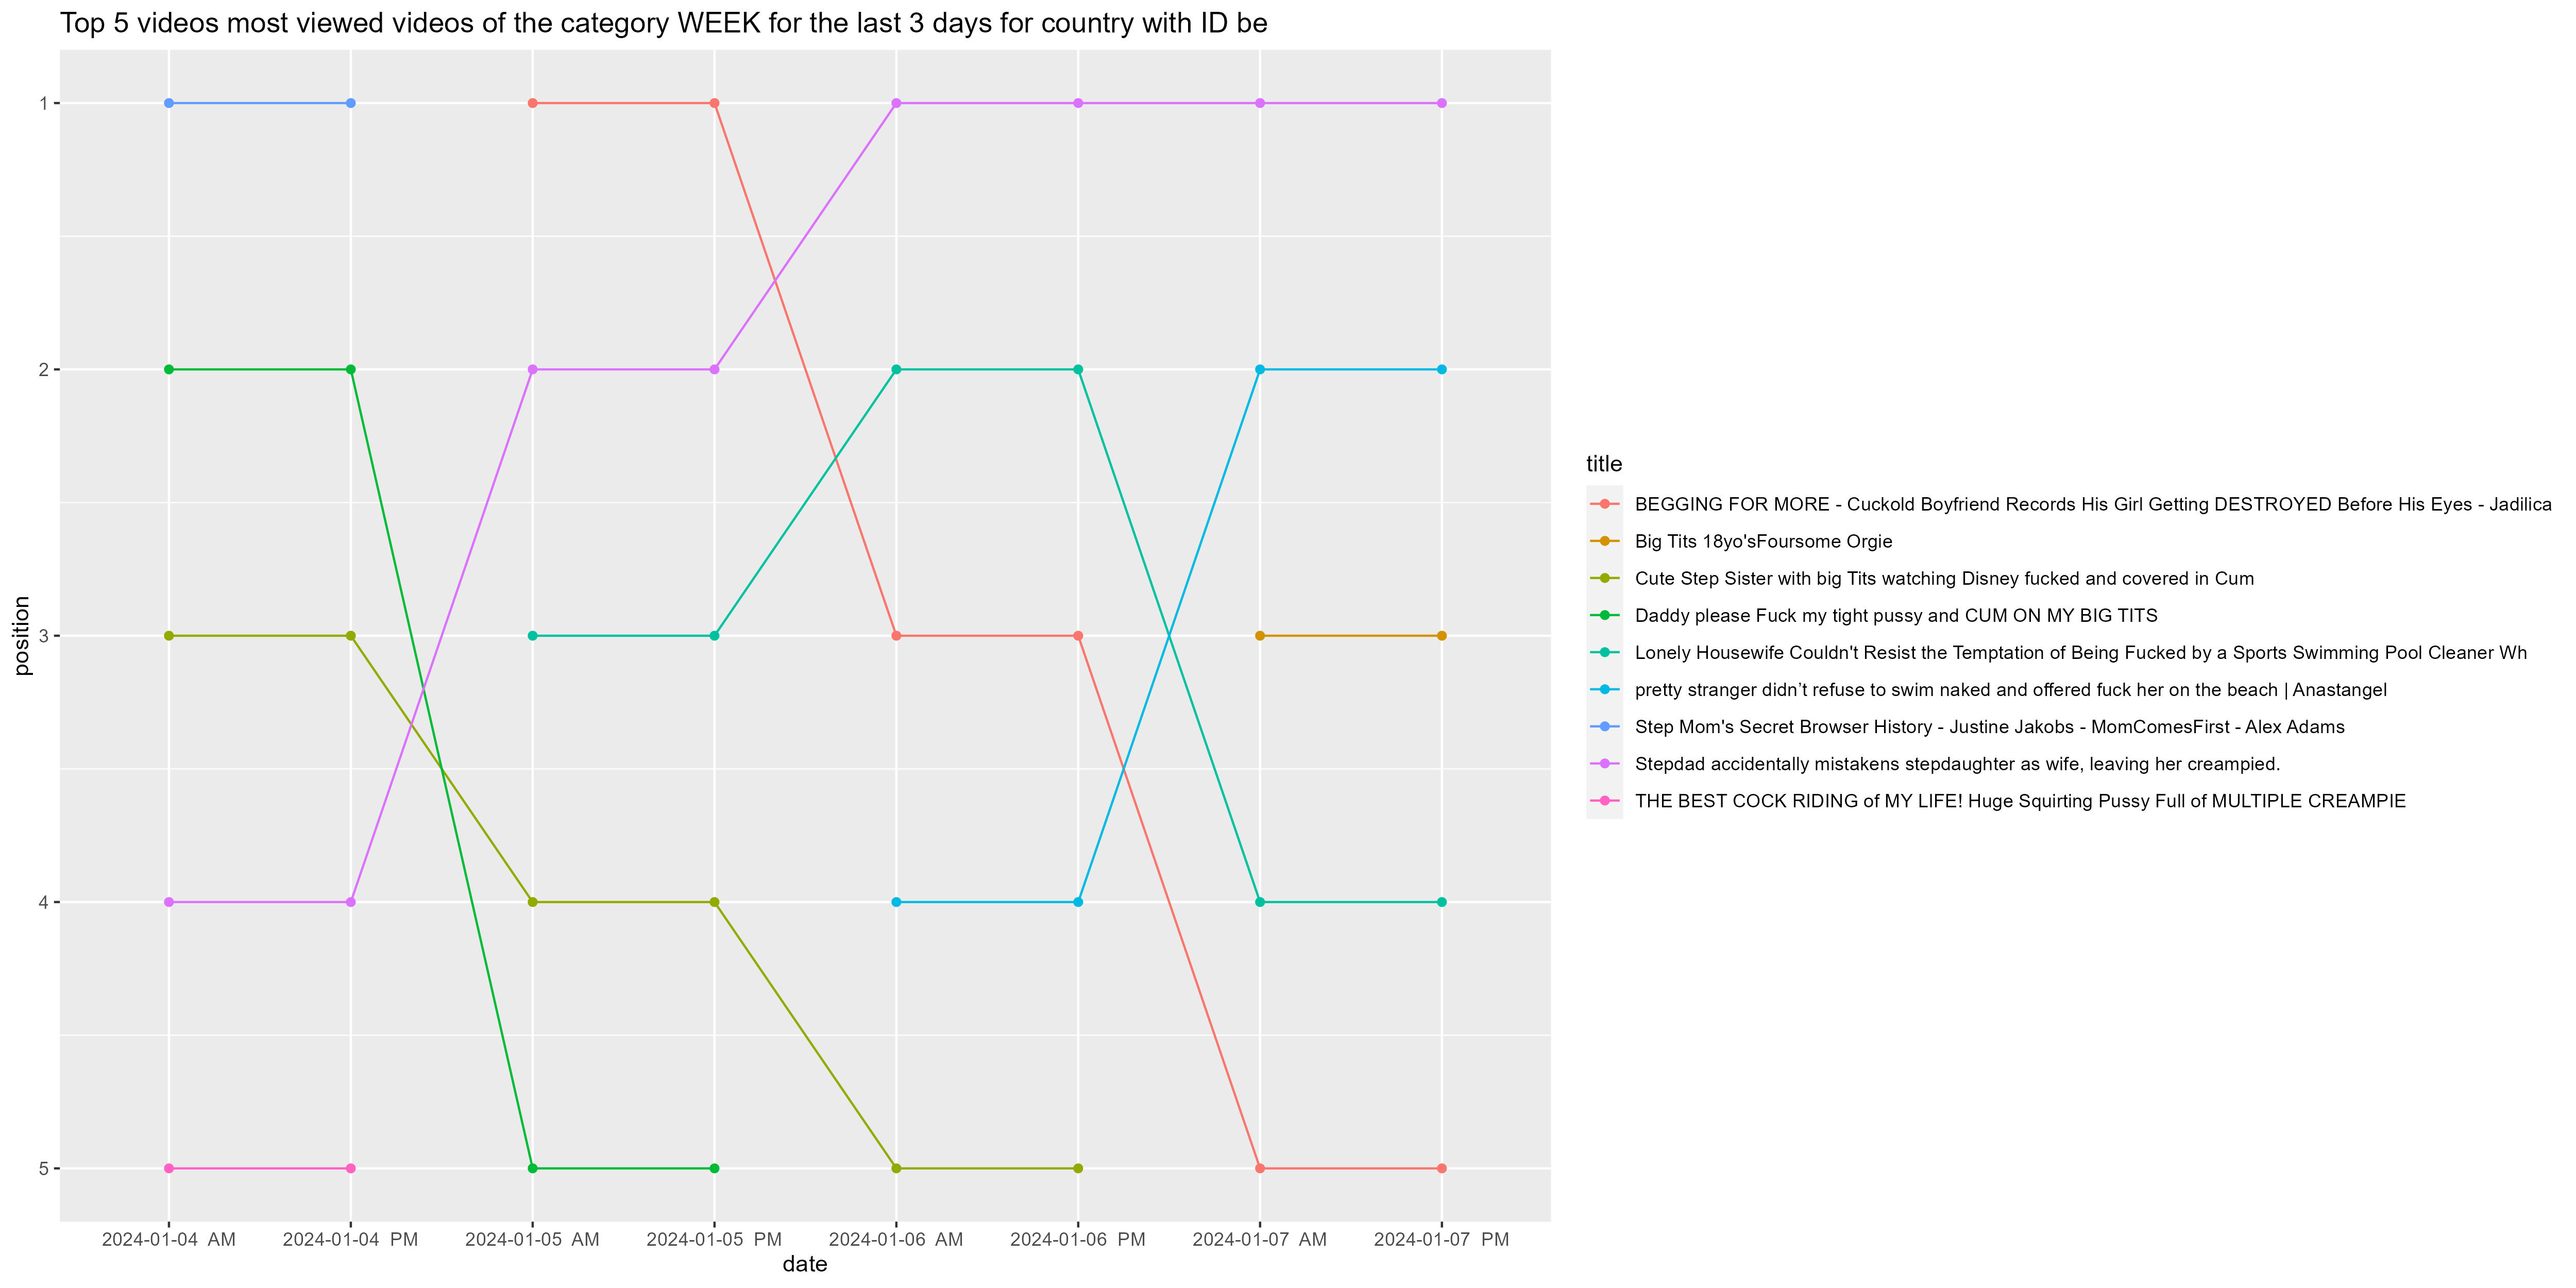 Top 5 videos most viewed videos of the category WEEK for the last 3 days for country with ID be
1
2
3
4
5
position
2024-01-04 AM
2024-01-04 PM
2024-01-05 AM
2024-01-05 PM
2024-01-06 AM
2024-01-06 PM
2024-01-07 AM
2024-01-07 PM
date
title
BEGGING FOR MORE - Cuckold Boyfriend Records His Girl Getting DESTROYED Before His Eyes - Jadilica
Big Tits 18yo'sFoursome Orgie
Cute Step Sister with big Tits watching Disney fucked and covered in Cum
Daddy please Fuck my tight pussy and CUM ON MY BIG TITS
Lonely Housewife Couldn't Resist the Temptation of Being Fucked by a Sports Swimming Pool Cleaner Wh
pretty stranger didn’t refuse to swim naked and offered fuck her on the beach | Anastangel
Step Mom's Secret Browser History - Justine Jakobs - MomComesFirst - Alex Adams
Stepdad accidentally mistakens stepdaughter as wife, leaving her creampied.
THE BEST COCK RIDING of MY LIFE! Huge Squirting Pussy Full of MULTIPLE CREAMPIE